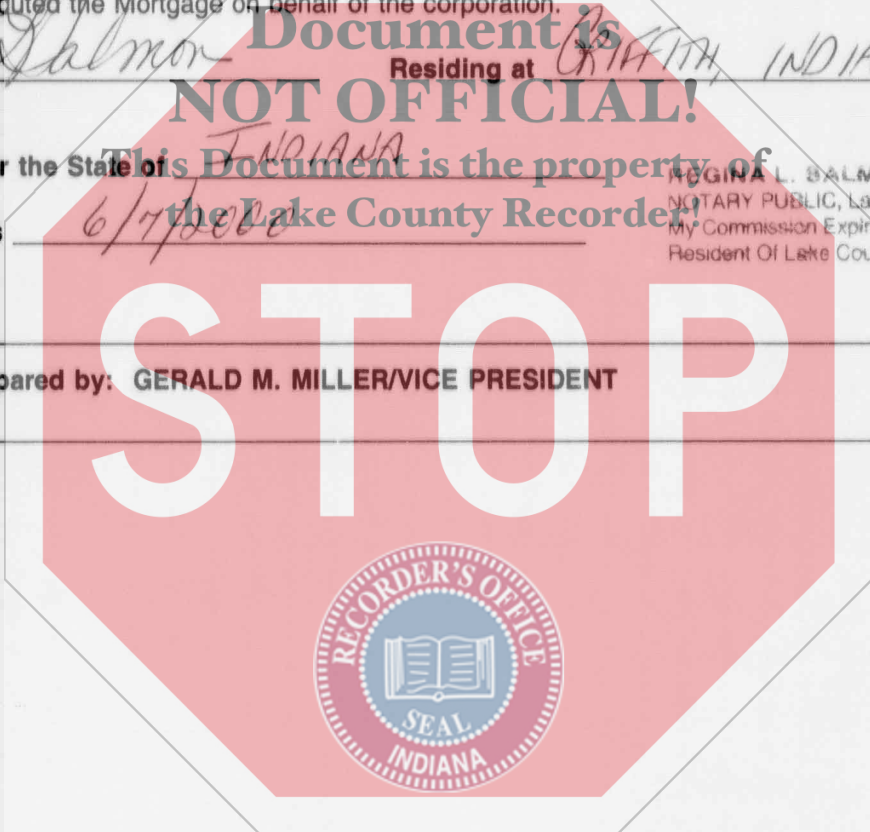 uted the Mortgage on behalf of the corporation.
Document is
Salmon Residing at GRIFFITH, INDIA
NOT OFFICIAL!
r the State of INDIANA
This Document is the property of
REGINA L. SALM
NOTARY PUBLIC, La
the Lake County Recorder!
s 6/7/2000
My Commission Expir
Resident Of Lake Cou
STOP
pared by: GERALD M. MILLER/VICE PRESIDENT
RECORDER'S OFFICE
SEAL
INDIANA